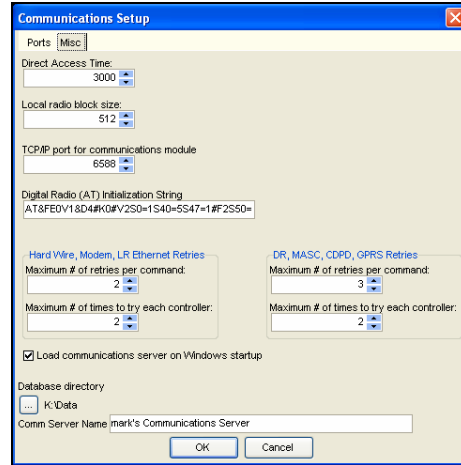 Communications Setup
Ports Misc
Direct Access Time:
3000
Local radio block size:
512
TCP/IP port for communications module
6588
Digital Radio (AT) Initialization String
AT&FE0V1&D4#K0#V2S0=1S40=5S47=1#F2S50=
Hard Wire, Modem, LR Ethernet Retries
Maximum # of retries per command:
2
Maximum # of times to try each controller:
2
DR, MASC, CDPD, GPRS Retries
Maximum # of retries per command:
3
Maximum # of times to try each controller:
2
Load communications server on Windows startup
Database directory
... K:\Data
Comm Server Name mark's Communications Server
OK Cancel